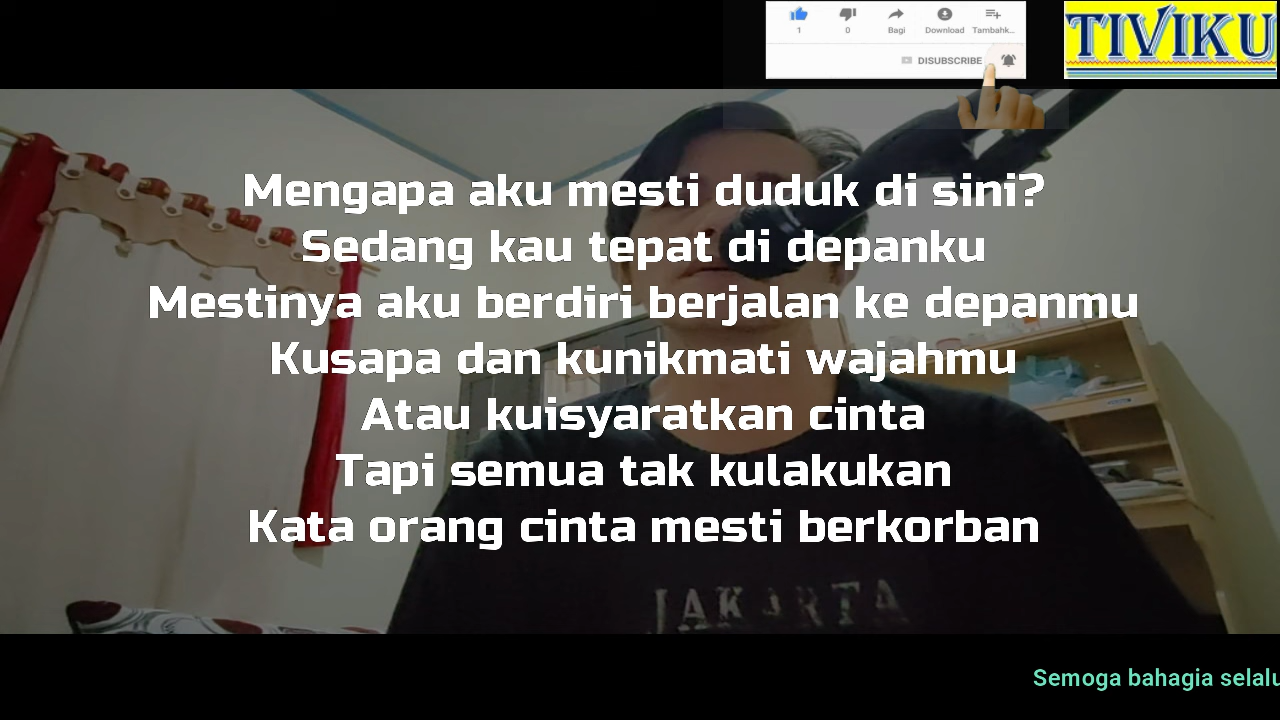 1
0
Bagi
Download
Tambahk...
DISUBSCRIBE
TIVIKU
Mengapa aku mesti duduk di sini?
Sedang kau tepat di depanku
Mestinya aku berdiri berjalan ke depanmu
Kusapa dan kunikmati wajahmu
Atau kuisyaratkan cinta
Tapi semua tak kulakukan
Kata orang cinta mesti berkorban
JAKARTA
Semoga bahagia selalu